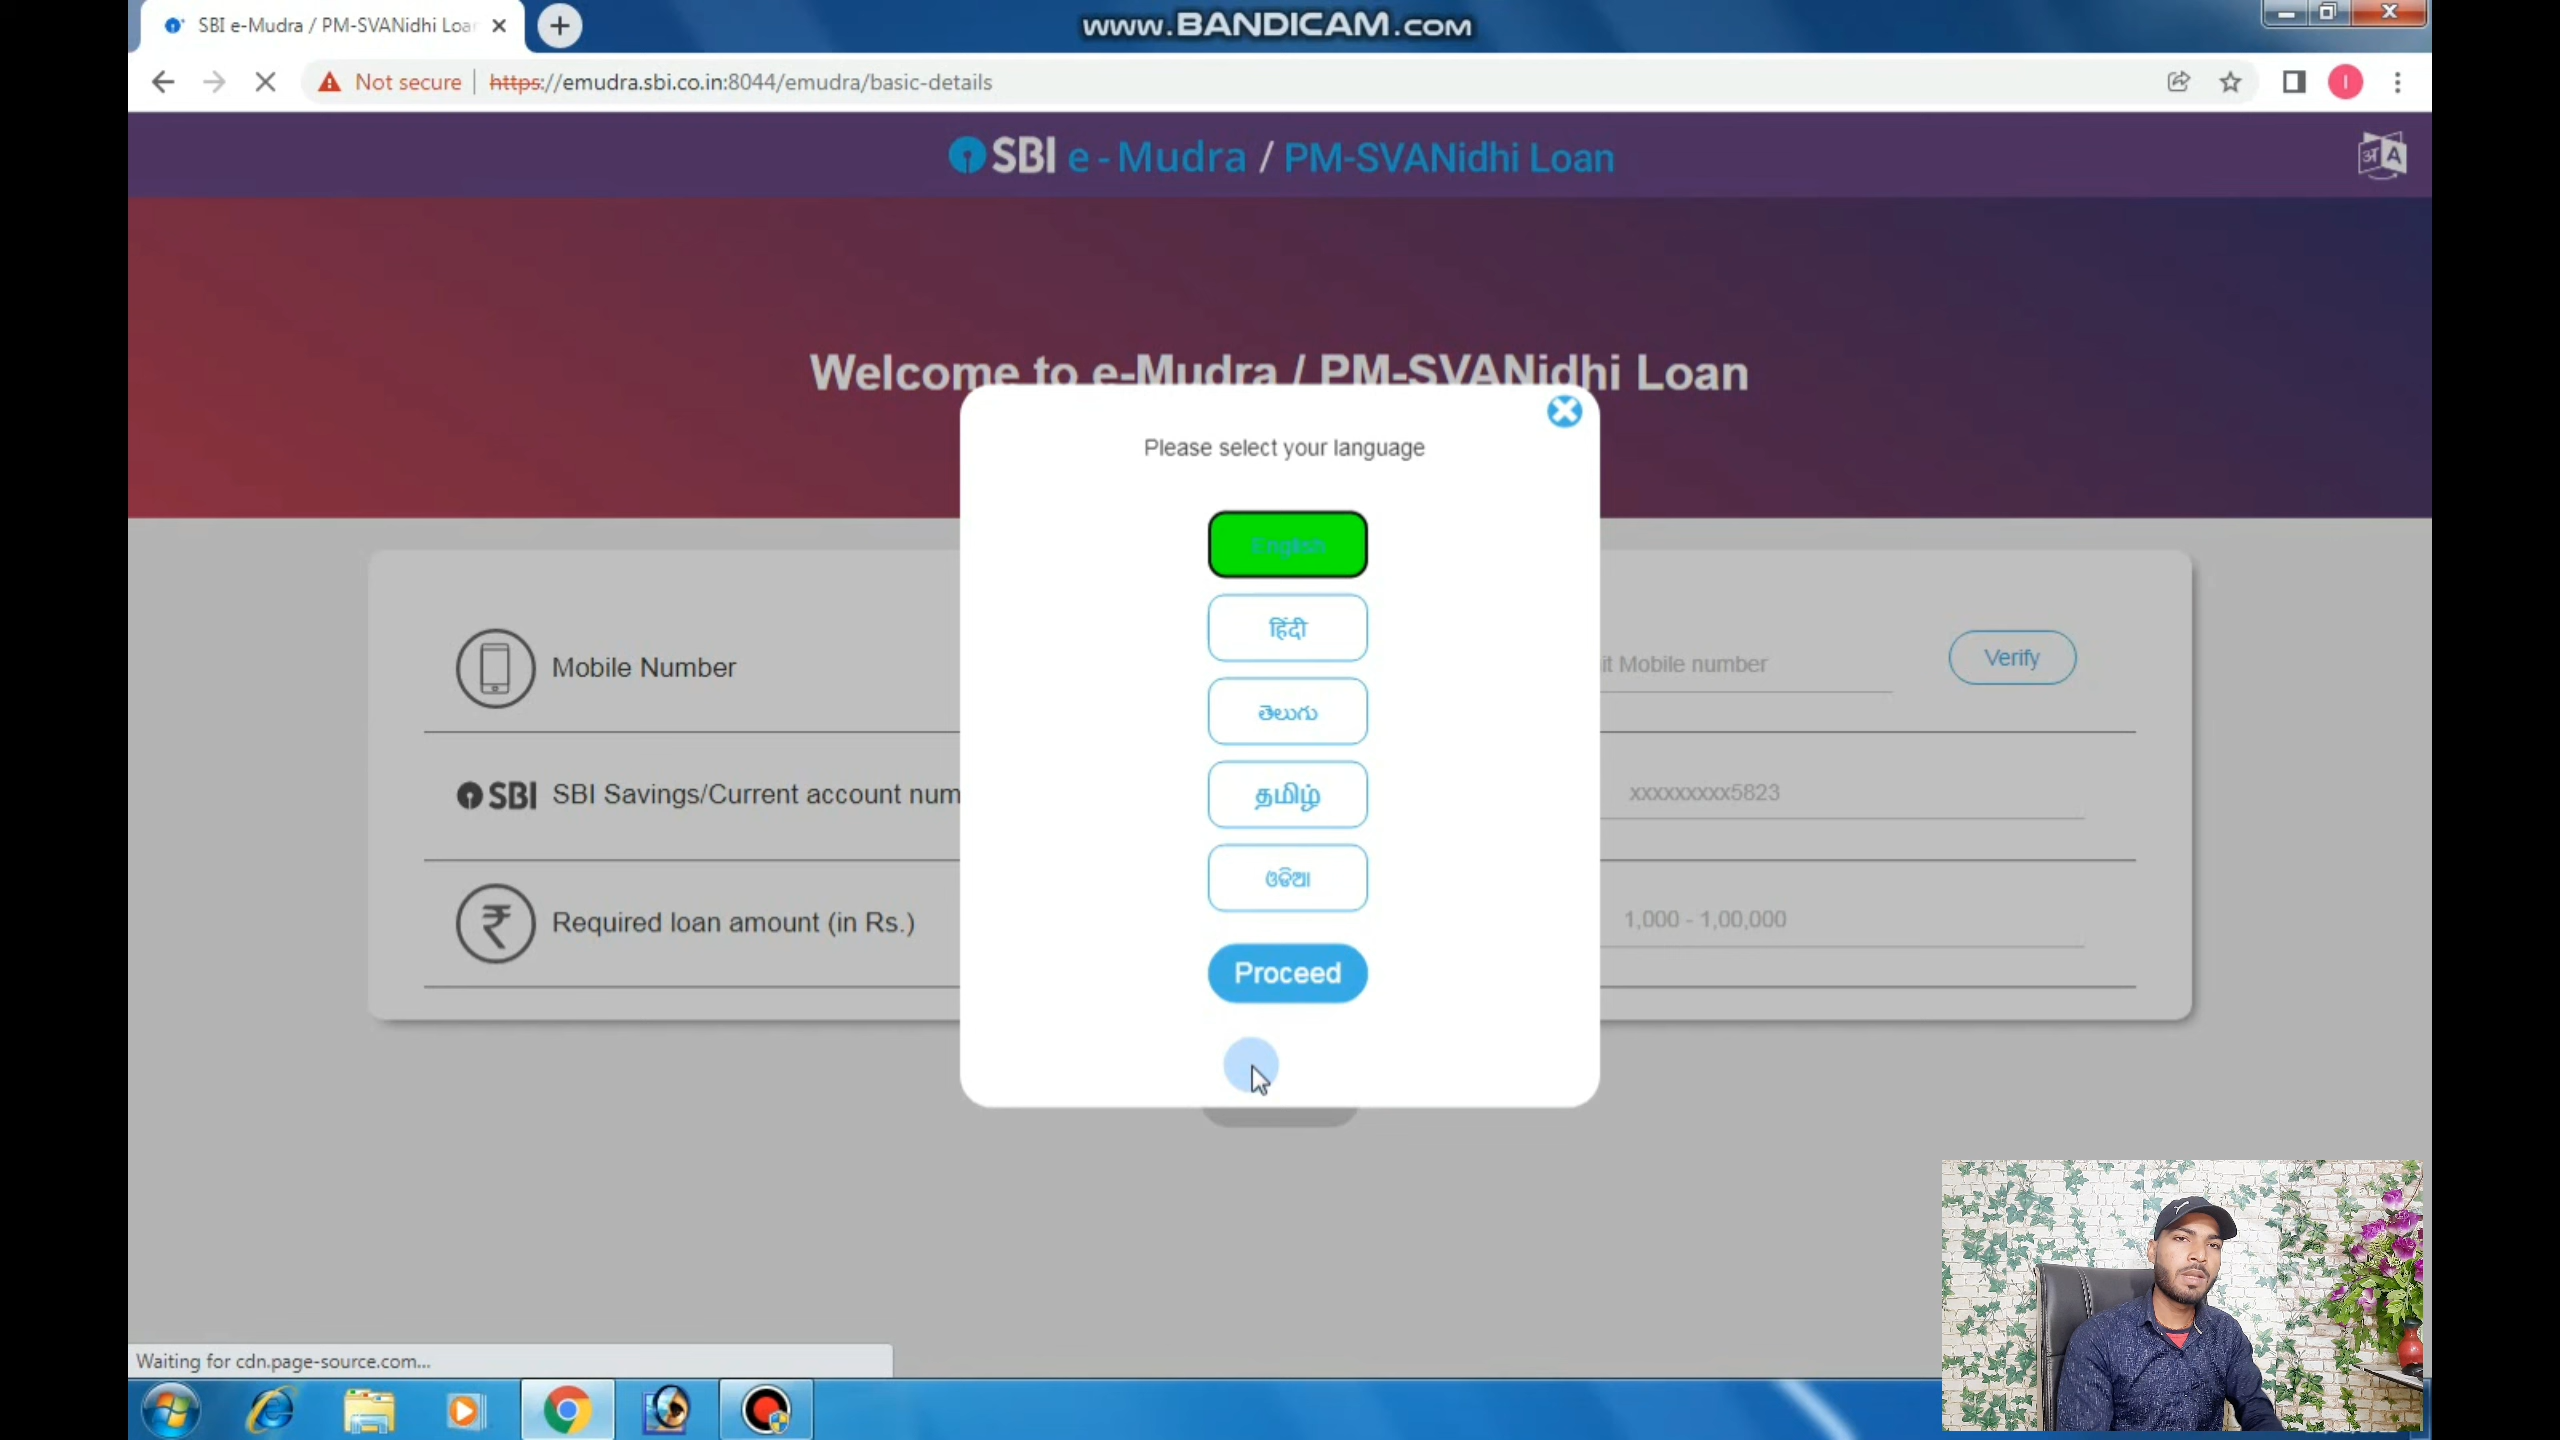 SBI e-Mudra / PM-SVANidhi Loa
www.BANDICAM.com
Not secure
https://emudra.sbi.co.in:8044/emudra/basic-details
SBI e-Mudra / PM-SVANidhi Loan
अ A
Welcome to e-Mudra / PM-SVANidhi Loan
Please select your language
English
हिंदी
తెలుగు
தமிழ்
ଓଡିଆ
Proceed
Mobile Number
it Mobile number
Verify
SBI SBI Savings/Current account num
xxxxxxxxx5823
₹ Required loan amount (in Rs.)
1,000 - 1,00,000
Waiting for cdn.page-source.com...